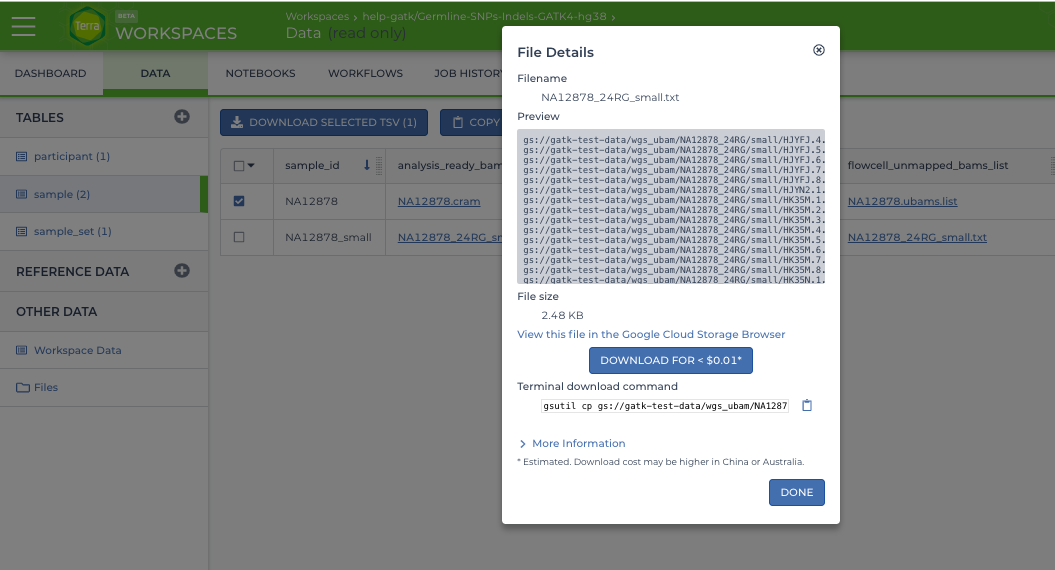 Terra
BETA
WORKSPACES
Workspaces › help-gatk/Germline-SNPs-Indels-GATK4-hg38 ›
Data (read only)
DASHBOARD
DATA
NOTEBOOKS
WORKFLOWS
JOB HISTOR
TABLES
participant (1)
sample (2)
sample_set (1)
REFERENCE DATA
OTHER DATA
Workspace Data
Files
DOWNLOAD SELECTED TSV (1)
COPY
sample_id
analysis_ready_bam
flowcell_unmapped_bams_list
NA12878
NA12878.cram
NA12878.ubams.list
NA12878_small
NA12878_24RG_sr
NA12878_24RG_small.txt
File Details
Filename
NA12878_24RG_small.txt
Preview
gs://gatk-test-data/wgs_ubam/NA12878_24RG/small/HJYFJ.4.
gs://gatk-test-data/wgs_ubam/NA12878_24RG/small/HJYFJ.5.
gs://gatk-test-data/wgs_ubam/NA12878_24RG/small/HJYFJ.6.
gs://gatk-test-data/wgs_ubam/NA12878_24RG/small/HJYFJ.7.
gs://gatk-test-data/wgs_ubam/NA12878_24RG/small/HJYFJ.8.
gs://gatk-test-data/wgs_ubam/NA12878_24RG/small/HJYN2.1.
gs://gatk-test-data/wgs_ubam/NA12878_24RG/small/HK35M.1.
gs://gatk-test-data/wgs_ubam/NA12878_24RG/small/HK35M.2.
gs://gatk-test-data/wgs_ubam/NA12878_24RG/small/HK35M.3.
gs://gatk-test-data/wgs_ubam/NA12878_24RG/small/HK35M.4.
gs://gatk-test-data/wgs_ubam/NA12878_24RG/small/HK35M.5.
gs://gatk-test-data/wgs_ubam/NA12878_24RG/small/HK35M.6.
gs://gatk-test-data/wgs_ubam/NA12878_24RG/small/HK35M.7.
gs://gatk-test-data/wgs_ubam/NA12878_24RG/small/HK35M.8.
gs://gatk-test-data/wgs_ubam/NA12878_24RG/small/HK35N.1.
File size
2.48 KB
View this file in the Google Cloud Storage Browser
DOWNLOAD FOR < $0.01*
Terminal download command
gsutil cp gs://gatk-test-data/wgs_ubam/NA1287
More Information
* Estimated. Download cost may be higher in China or Australia.
DONE